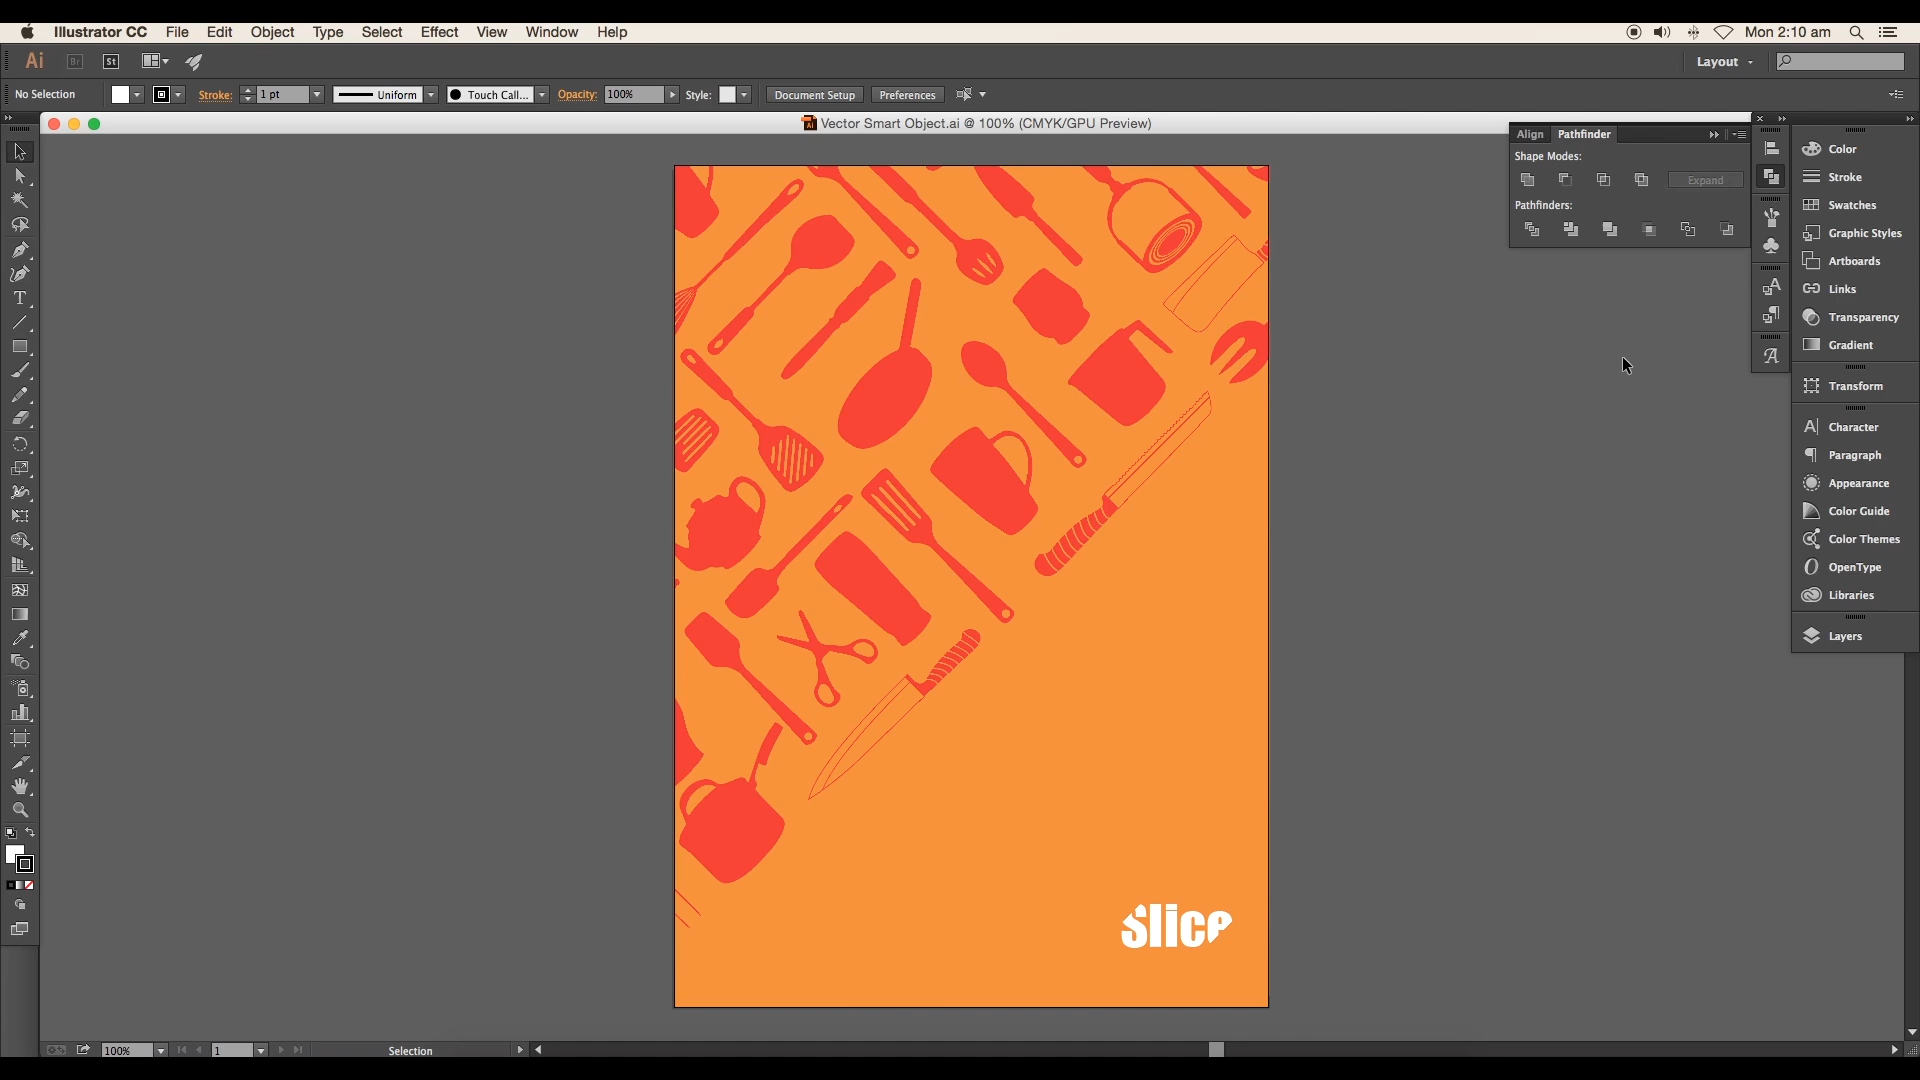 Illustrator CC File Edit Object Type Select Effect View Window Help Mon 2:10 am
Ai Br St Layout
No Selection Stroke: 1 pt Uniform Touch Call... Opacity: 100% Style: Document Setup Preferences
Vector Smart Object.ai @ 100% (CMYK/GPU Preview)
Align Pathfinder
Shape Modes:
Expand
Pathfinders:
Color
Stroke
Swatches
Graphic Styles
Artboards
Links
Transparency
Gradient
Transform
Character
Paragraph
Appearance
Color Guide
Color Themes
OpenType
Libraries
Layers
Slice
100% 1 Selection